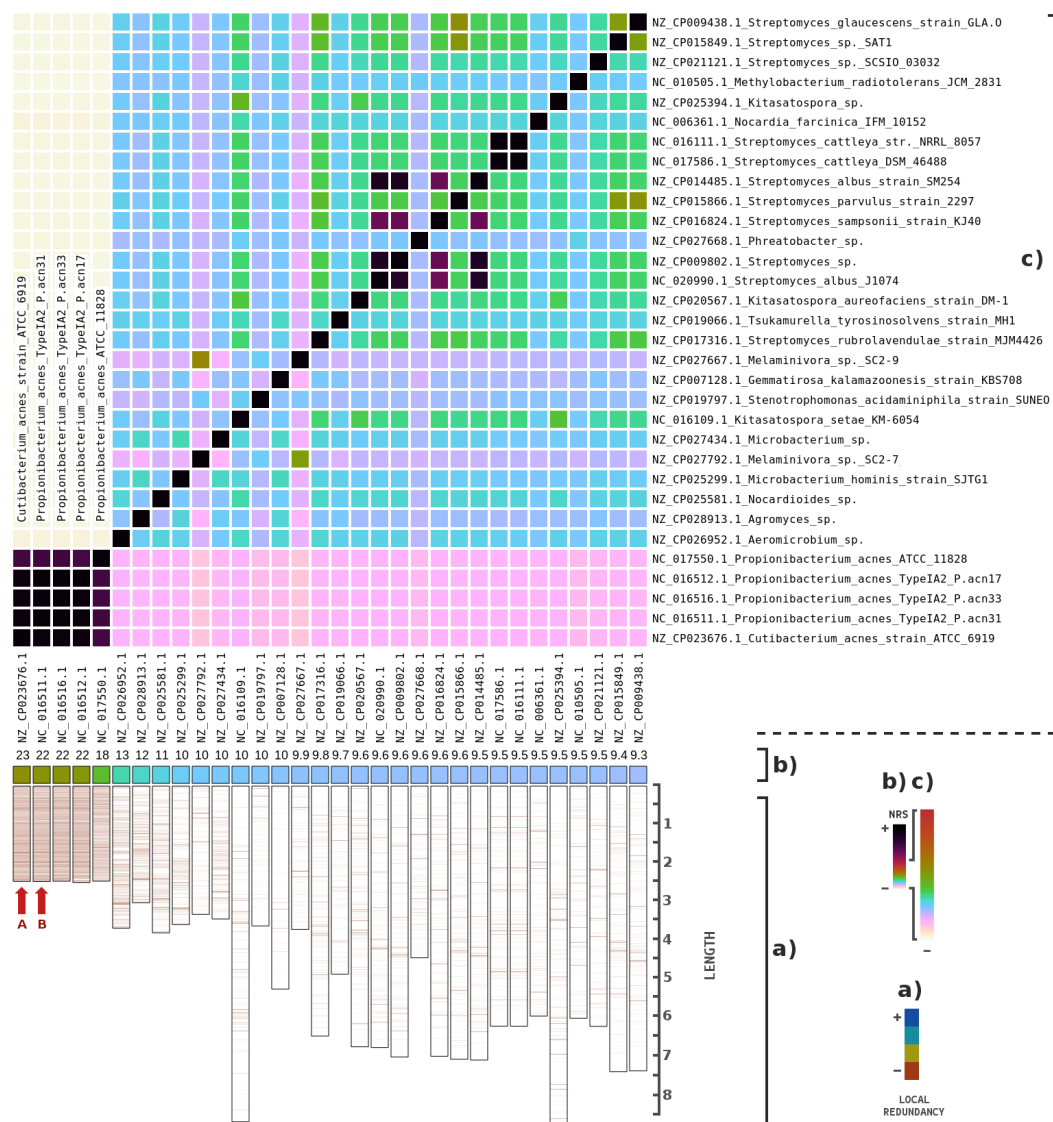 NZ_CP009438.1_Streptomyces_glaucescens_strain_GLA.O
NZ_CP015849.1_Streptomyces_sp._SAT1
NZ_CP021121.1_Streptomyces_sp._SCSIO_03032
NC_010505.1_Methylobacterium_radiotolerans_JCM_2831
NZ_CP025394.1_Kitasatospora_sp.
NC_006361.1_Nocardia_farcinica_IFM_10152
NC_016111.1_Streptomyces_cattleya_str._NRRL_8057
NC_017586.1_Streptomyces_cattleya_DSM_46488
NZ_CP014485.1_Streptomyces_albus_strain_SM254
NZ_CP015866.1_Streptomyces_parvulus_strain_2297
NZ_CP016824.1_Streptomyces_sampsonii_strain_KJ40
NZ_CP027668.1_Phreatobacter_sp.
NZ_CP009802.1_Streptomyces_sp.
c)
NC_020990.1_Streptomyces_albus_J1074
NZ_CP020567.1_Kitasatospora_aureofaciens_strain_DM-1
NZ_CP019066.1_Tsukamurella_tyrosinosolvens_strain_MH1
NZ_CP017316.1_Streptomyces_rubrolavendulae_strain_MJM4426
NZ_CP027667.1_Melaminivora_sp._SC2-9
NZ_CP007128.1_Gemmatirosa_kalamazoonesis_strain_KBS708
NZ_CP019797.1_Stenotrophomonas_acidaminiphila_strain_SUNEO
NC_016109.1_Kitasatospora_setae_KM-6054
NZ_CP027434.1_Microbacterium_sp.
NZ_CP027792.1_Melaminivora_sp._SC2-7
NZ_CP025299.1_Microbacterium_hominis_strain_SJTG1
NZ_CP025581.1_Nocardioides_sp.
NZ_CP028913.1_Agromyces_sp.
NZ_CP026952.1_Aeromicrobium_sp.
NC_017550.1_Propionibacterium_acnes_ATCC_11828
NC_016512.1_Propionibacterium_acnes_TypeIA2_P.acn17
NC_016516.1_Propionibacterium_acnes_TypeIA2_P.acn33
NC_016511.1_Propionibacterium_acnes_TypeIA2_P.acn31
NZ_CP023676.1_Cutibacterium_acnes_strain_ATCC_6919
Cutibacterium_acnes_strain_ATCC_6919
Propionibacterium_acnes_TypeIA2_P.acn31
Propionibacterium_acnes_TypeIA2_P.acn33
Propionibacterium_acnes_TypeIA2_P.acn17
Propionibacterium_acnes_ATCC_11828
NZ_CP023676.1
NC_016511.1
NC_016516.1
NC_016512.1
NC_017550.1
NZ_CP026952.1
NZ_CP028913.1
NZ_CP025581.1
NZ_CP025299.1
NZ_CP027792.1
NZ_CP027434.1
NC_016109.1
NZ_CP019797.1
NZ_CP007128.1
NZ_CP027667.1
NZ_CP017316.1
NZ_CP019066.1
NZ_CP020567.1
NC_020990.1
NZ_CP009802.1
NZ_CP027668.1
NZ_CP016824.1
NZ_CP015866.1
NZ_CP014485.1
NC_017586.1
NC_016111.1
NC_006361.1
NZ_CP025394.1
NC_010505.1
NZ_CP021121.1
NZ_CP015849.1
NZ_CP009438.1
23 22 22 22 18 13 12 11 10 10 10 10 10 10 9.9 9.8 9.7 9.6 9.6 9.6 9.6 9.6 9.6 9.5 9.5 9.5 9.5 9.5 9.5 9.5 9.4 9.3
b)
1
2
3
4
5
6
7
8
LENGTH
a)
A B
b) c)
NRS
+
−
−
a)
+
−
LOCAL
REDUNDANCY